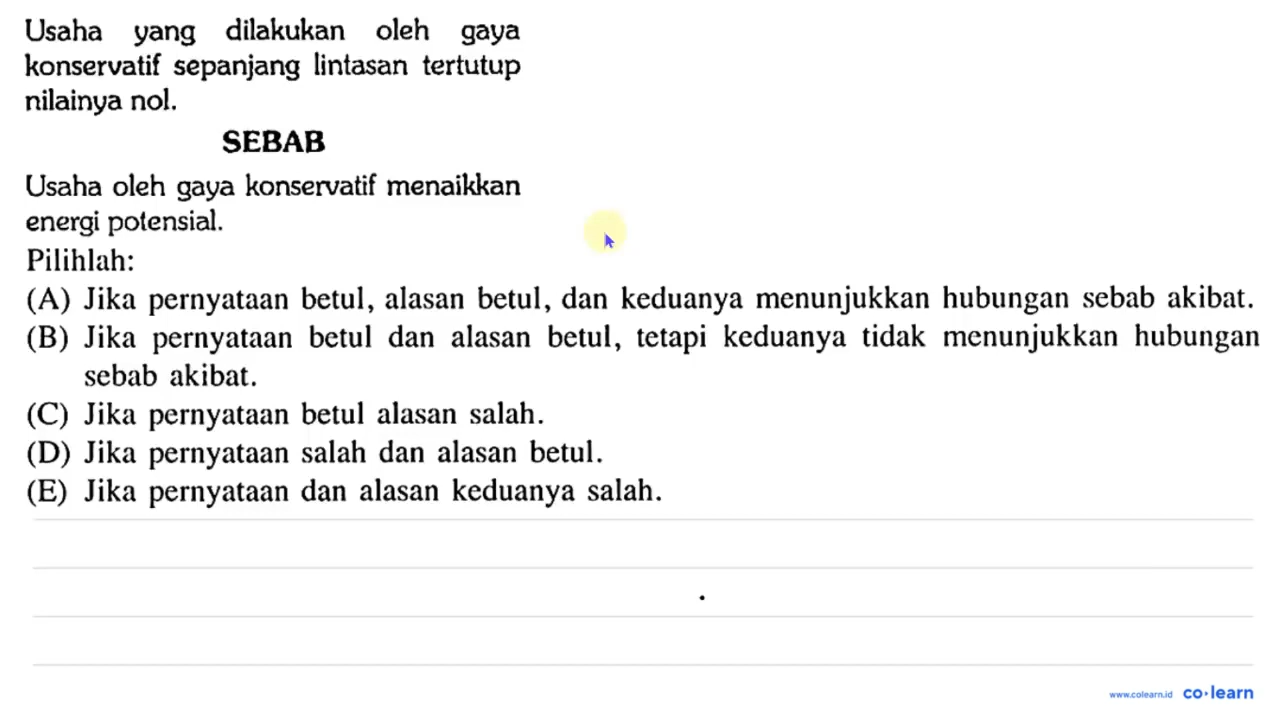 Usaha yang dilakukan oleh gaya
konservatif sepanjang lintasan tertutup
nilainya nol.
SEBAB
Usaha oleh gaya konservatif menaikkan
energi potensial.
Pilihlah:
(A) Jika pernyataan betul, alasan betul, dan keduanya menunjukkan hubungan sebab akibat.
(B) Jika pernyataan betul dan alasan betul, tetapi keduanya tidak menunjukkan hubungan
sebab akibat.
(C) Jika pernyataan betul alasan salah.
(D) Jika pernyataan salah dan alasan betul.
(E) Jika pernyataan dan alasan keduanya salah.
www.colearn.id co·learn